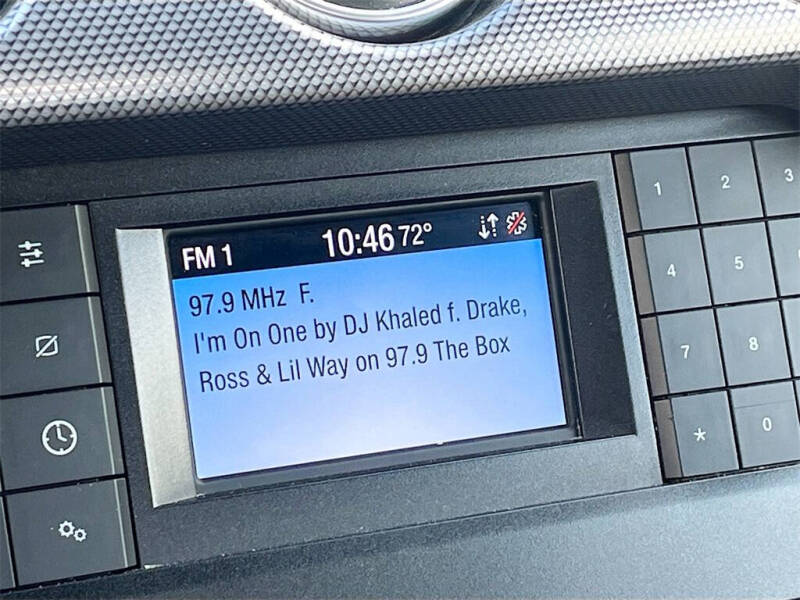 FM 1 10:46 72°
97.9 MHz F.
I'm On One by DJ Khaled f. Drake,
Ross & Lil Way on 97.9 The Box
1 2 3
4 5
7 8
* 0